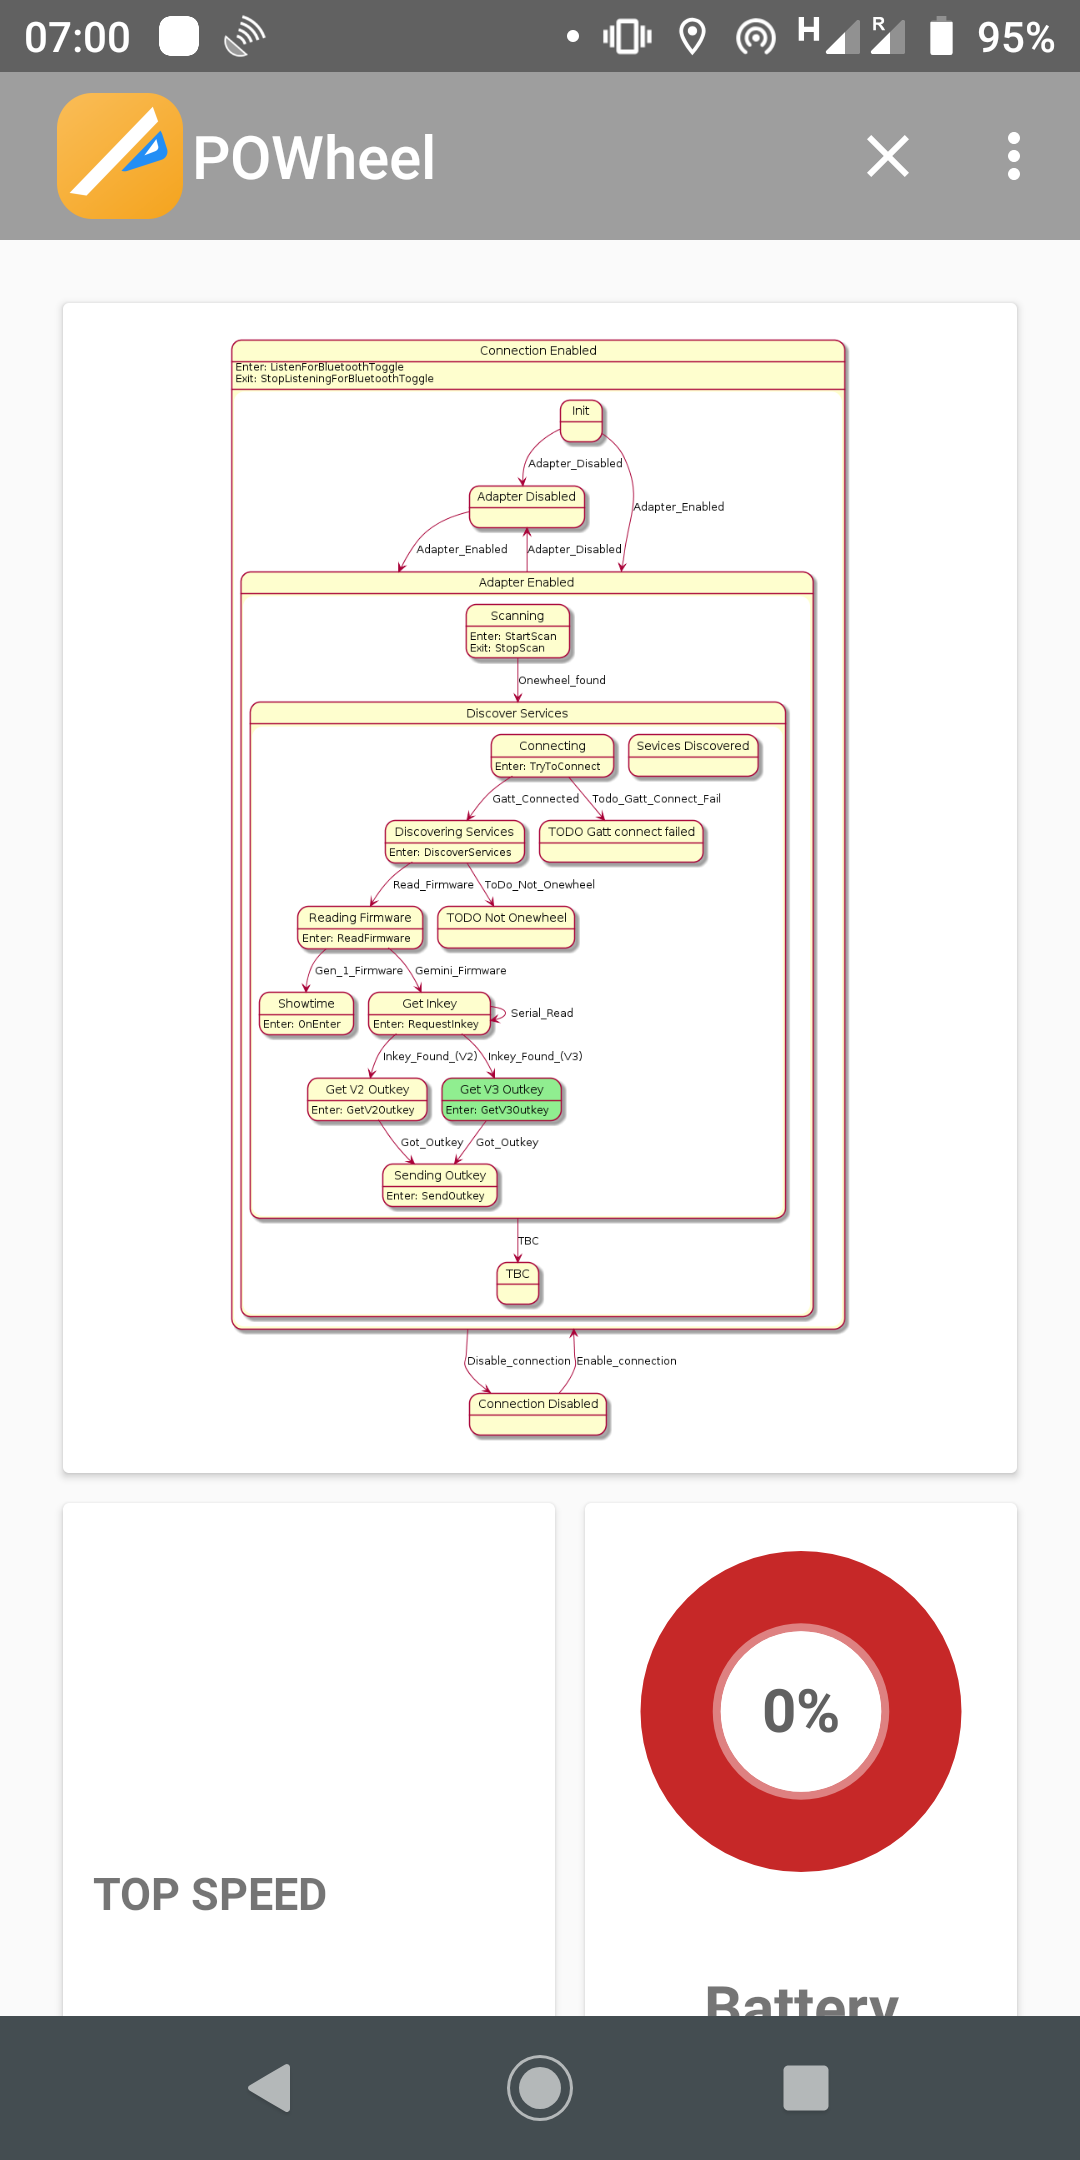 07:00
H
R
95%
POWheel
Connection Enabled
Enter: ListenForBluetoothToggle
Exit: StopListeningForBluetoothToggle
Init
Adapter_Disabled
Adapter Disabled
Adapter_Enabled
Adapter_Enabled
Adapter_Disabled
Adapter Enabled
Scanning
Enter: StartScan
Exit: StopScan
Onewheel_found
Discover Services
Connecting
Enter: TryToConnect
Sevices Discovered
Gatt_Connected
Todo_Gatt_Connect_Fail
Discovering Services
Enter: DiscoverServices
TODO Gatt connect failed
Read_Firmware
ToDo_Not_Onewheel
Reading Firmware
Enter: ReadFirmware
TODO Not Onewheel
Gen_1_Firmware
Gemini_Firmware
Showtime
Enter: OnEnter
Get Inkey
Enter: RequestInkey
Serial_Read
Inkey_Found_(V2)
Inkey_Found_(V3)
Get V2 Outkey
Enter: GetV2Outkey
Get V3 Outkey
Enter: GetV3Outkey
Got_Outkey
Got_Outkey
Sending Outkey
Enter: SendOutkey
TBC
TBC
Disable_connection
Enable_connection
Connection Disabled
0%
TOP SPEED
Battery